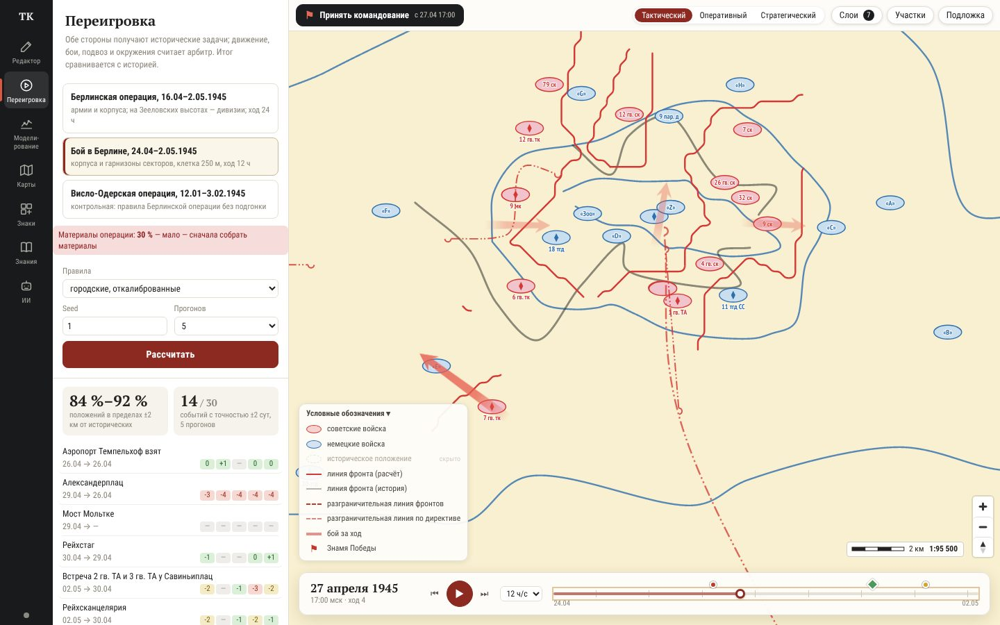 ТК
Редактор
Переигровка
Модели-
рование
Карты
Знаки
Знания
ИИ
Переигровка
Обе стороны получают исторические задачи; движение,
бои, подвоз и окружения считает арбитр. Итог
сравнивается с историей.
Берлинская операция, 16.04–2.05.1945
армии и корпуса; на Зееловских высотах — дивизии; ход 24
ч
Бой в Берлине, 24.04–2.05.1945
корпуса и гарнизоны секторов, клетка 250 м, ход 12 ч
Висло-Одерская операция, 12.01–3.02.1945
контрольная: правила Берлинской операции без подгонки
Материалы операции: 30 % — мало — сначала собрать
материалы
Правила
городские, откалиброванные
Seed
Прогонов
1
5
Рассчитать
84 %–92 %
положений в пределах ±2
км от исторических
14 / 30
событий с точностью ±2 сут,
5 прогонов
Аэропорт Темпельхоф взят
26.04 → 26.04
0 +1 – 0 0
Александерплац
29.04 → 26.04
-3 -4 -4 -4 -4
Мост Мольтке
29.04 → –
– – – – –
Рейхстаг
30.04 → 29.04
-1 – – 0 +1
Встреча 2 гв. ТА и 3 гв. ТА у Савиньиплац
02.05 → 30.04
-2 – -1 -3 -2
Рейхсканцелярия
02.05 → 30.04
-2 – -1 -2 -1
Принять командование с 27.04 17:00
Тактический
Оперативный
Стратегический
Слои 7
Участки
Подложка
79 ск
«G»
«H»
12 гв. ск
9 пар. д
12 гв. тк
7 ск
26 гв. ск
32 ск
9 мк
«F»
«Зоо»
«Z»
«A»
9 ск
«C»
18 тгд
«D»
4 гв. ск
6 гв. тк
1 гв. ТА
11 тгд СС
«B»
«E»
7 гв. тк
Условные обозначения ▾
советские войска
немецкие войска
историческое положение скрыто
линия фронта (расчёт)
линия фронта (история)
разграничительная линия фронтов
разграничительная линия по директиве
бой за ход
Знамя Победы
2 км 1:95 500
27 апреля 1945
17:00 мск · ход 4
12 ч/с
24.04
02.05